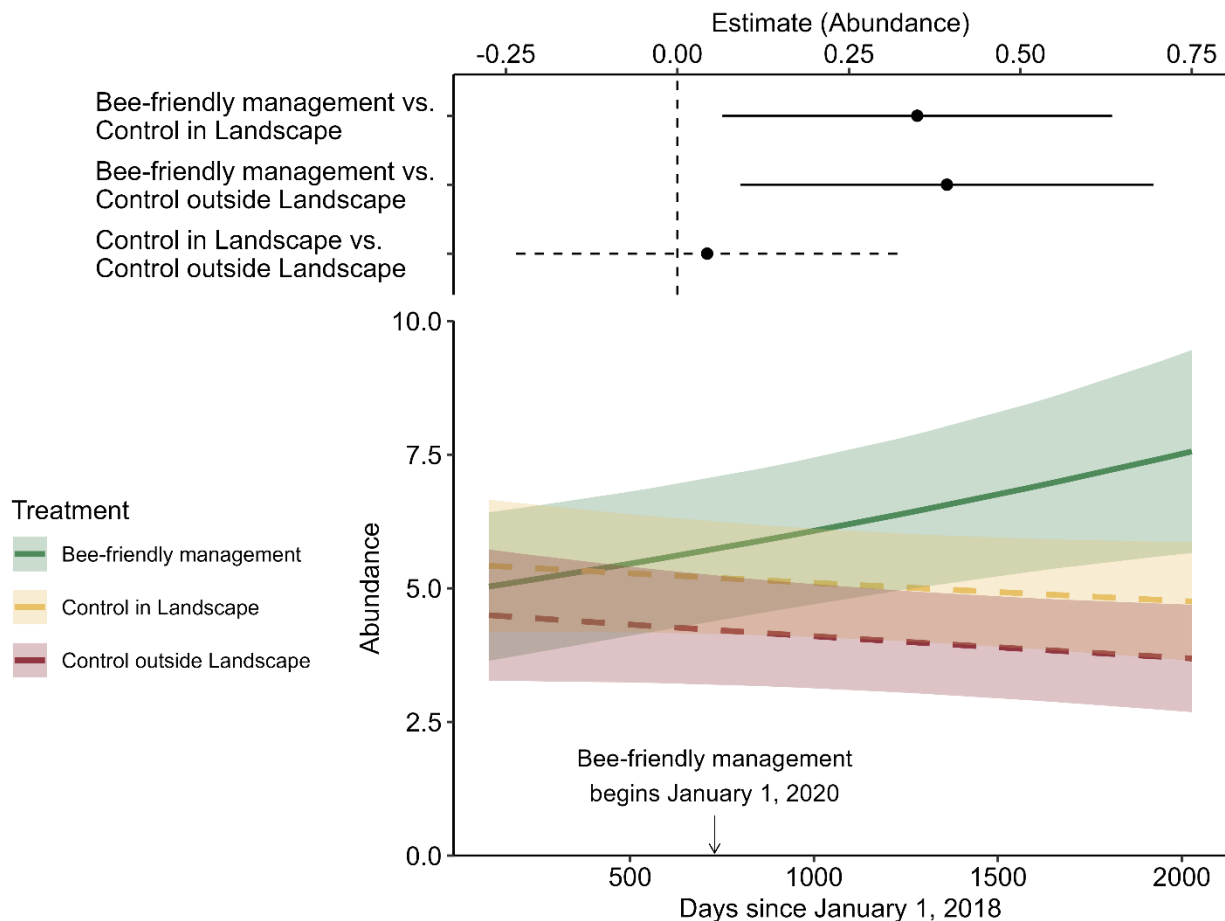 Estimate (Abundance)
-0.25 0.00 0.25 0.50 0.75
Bee-friendly management vs.
Control in Landscape
Bee-friendly management vs.
Control outside Landscape
Control in Landscape vs.
Control outside Landscape
10.0
7.5
5.0
2.5
0.0
Abundance
Treatment
Bee-friendly management
Control in Landscape
Control outside Landscape
Bee-friendly management
begins January 1, 2020
500 1000 1500 2000
Days since January 1, 2018